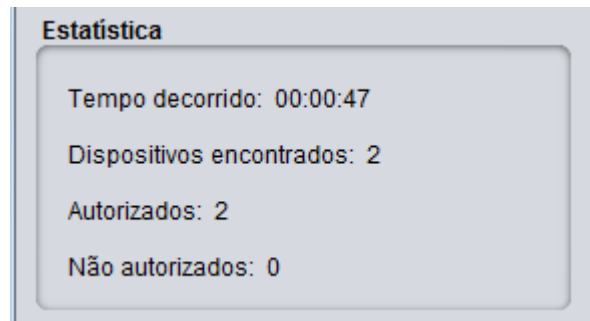 Estatística
Tempo decorrido: 00:00:47
Dispositivos encontrados: 2
Autorizados: 2
Não autorizados: 0